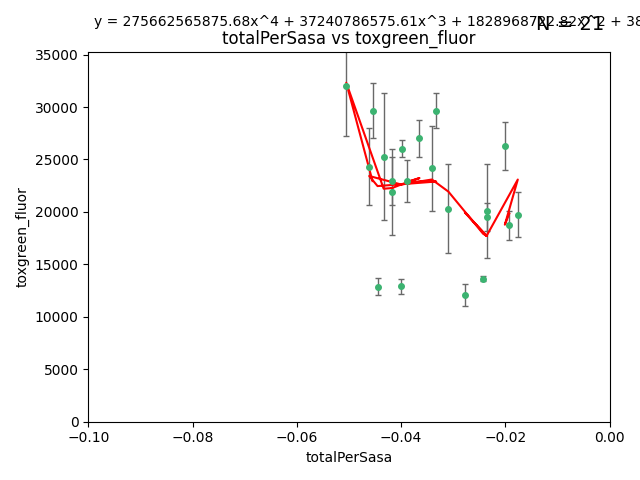 y = 275662565875.68x^4 + 37240786575.61x^3 +
N = 21
totalPerSasa vs toxgreen_fluor
35000
30000
25000
20000
15000
10000
5000
0
toxgreen_fluor
−0.10 −0.08 −0.06 −0.04 −0.02 0.00
totalPerSasa